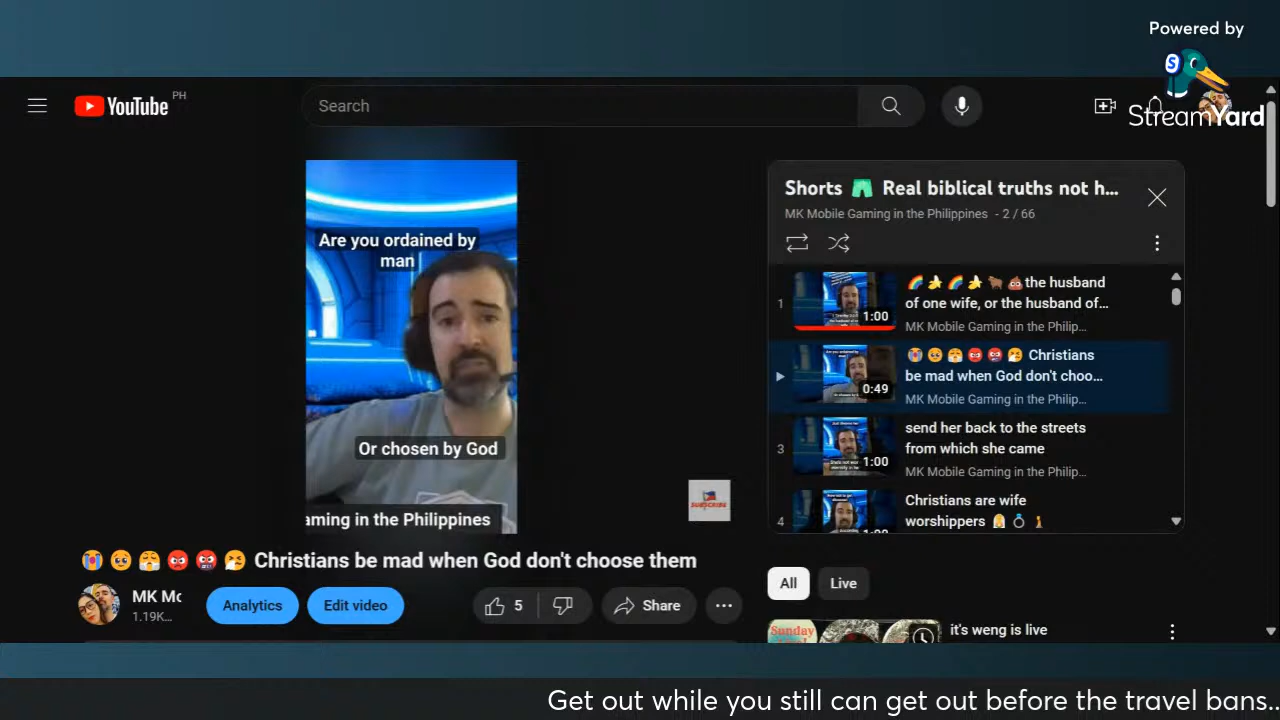 Powered by
StreamYard
YouTube PH
Search
Are you ordained by
man
Or chosen by God
aming in the Philippines
SUBSCRIBE
Shorts 🩳 Real biblical truths not h...
MK Mobile Gaming in the Philippines - 2 / 66
1
1:00
🌈🍌🌈🍌🐂💩the husband
of one wife, or the husband of...
MK Mobile Gaming in the Philip...
0:49
😭🥺😤😡🤬🤧 Christians
be mad when God don't choo...
MK Mobile Gaming in the Philip...
3
1:00
send her back to the streets
from which she came
MK Mobile Gaming in the Philip...
4
Christians are wife
worshippers 👰💍🧎
😭🥺😤😡🤬🤧 Christians be mad when God don't choose them
MK Mc
1.19K...
Analytics
Edit video
5
Share
All
Live
Sunday
it's weng is live
Get out while you still can get out before the travel bans..